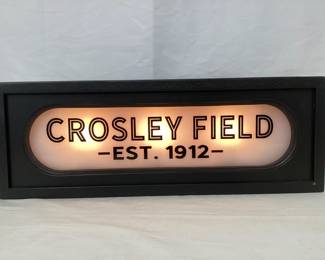 CROSLEY FIELD
-EST. 1912-